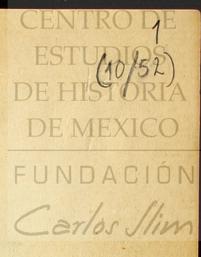 CENTRO DE
1
ESTUDIOS
(10/52)
DE HISTORIA
DE MEXICO
FUNDACIÓN
Carlos Slim